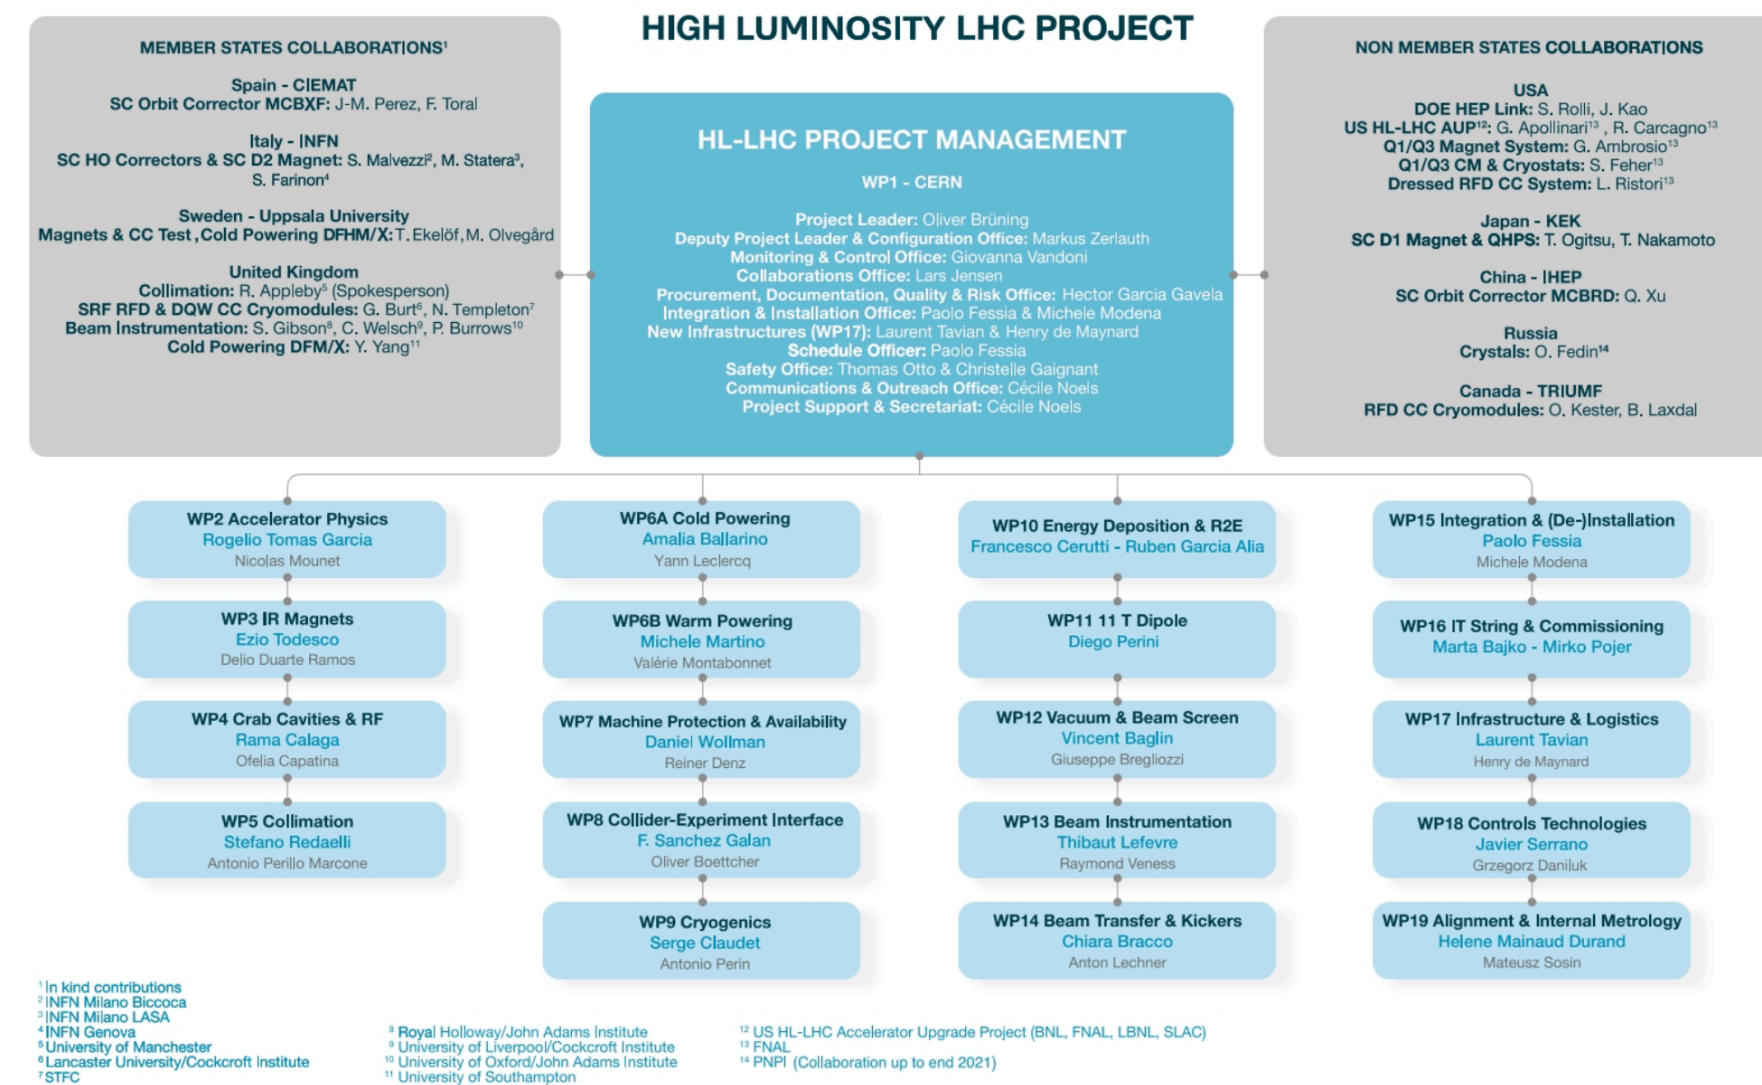 HIGH LUMINOSITY LHC PROJECT
MEMBER STATES COLLABORATIONS¹
Spain - CIEMAT
SC Orbit Corrector MCBXF: J-M. Perez, F. Toral
Italy - INFN
SC HO Correctors & SC D2 Magnet: S. Malvezzi², M. Statera³,
S. Farinon⁴
Sweden - Uppsala University
Magnets & CC Test, Cold Powering DFHM/X: T. Ekelöf, M. Olvegård
United Kingdom
Collimation: R. Appleby⁵ (Spokesperson)
SRF RFD & DQW CC Cryomodules: G. Burt⁶, N. Templeton⁷
Beam Instrumentation: S. Gibson⁸, C. Welsch⁹, P. Burrows¹⁰
Cold Powering DFM/X: Y. Yang¹¹
HL-LHC PROJECT MANAGEMENT
WP1 - CERN
Project Leader: Oliver Brüning
Deputy Project Leader & Configuration Office: Markus Zerlauth
Monitoring & Control Office: Giovanna Vandoni
Collaborations Office: Lars Jensen
Procurement, Documentation, Quality & Risk Office: Hector Garcia Gavela
Integration & Installation Office: Paolo Fessia & Michele Modena
New Infrastructures (WP17): Laurent Tavian & Henry de Maynard
Schedule Officer: Paolo Fessia
Safety Office: Thomas Otto & Christelle Gaignant
Communications & Outreach Office: Cécile Noels
Project Support & Secretariat: Cécile Noels
NON MEMBER STATES COLLABORATIONS
USA
DOE HEP Link: S. Rolli, J. Kao
US HL-LHC AUP¹²: G. Apollinari¹³ , R. Carcagno¹³
Q1/Q3 Magnet System: G. Ambrosio¹³
Q1/Q3 CM & Cryostats: S. Feher¹³
Dressed RFD CC System: L. Ristori¹³
Japan - KEK
SC D1 Magnet & QHPS: T. Ogitsu, T. Nakamoto
China - IHEP
SC Orbit Corrector MCBRD: Q. Xu
Russia
Crystals: O. Fedin¹⁴
Canada - TRIUMF
RFD CC Cryomodules: O. Kester, B. Laxdal
WP2 Accelerator Physics
Rogelio Tomas Garcia
Nicolas Mounet
WP3 IR Magnets
Ezio Todesco
Delio Duarte Ramos
WP4 Crab Cavities & RF
Rama Calaga
Ofelia Capatina
WP5 Collimation
Stefano Redaelli
Antonio Perillo Marcone
WP6A Cold Powering
Amalia Ballarino
Yann Leclercq
WP6B Warm Powering
Michele Martino
Valérie Montabonnet
WP7 Machine Protection & Availability
Daniel Wollman
Reiner Denz
WP8 Collider-Experiment Interface
F. Sanchez Galan
Oliver Boettcher
WP9 Cryogenics
Serge Claudet
Antonio Perin
WP10 Energy Deposition & R2E
Francesco Cerutti - Ruben Garcia Alia
WP11 11 T Dipole
Diego Perini
WP12 Vacuum & Beam Screen
Vincent Baglin
Giuseppe Bregliozzi
WP13 Beam Instrumentation
Thibaut Lefevre
Raymond Veness
WP14 Beam Transfer & Kickers
Chiara Bracco
Anton Lechner
WP15 Integration & (De-)Installation
Paolo Fessia
Michele Modena
WP16 IT String & Commissioning
Marta Bajko - Mirko Pojer
WP17 Infrastructure & Logistics
Laurent Tavian
Henry de Maynard
WP18 Controls Technologies
Javier Serrano
Grzegorz Daniluk
WP19 Alignment & Internal Metrology
Helene Mainaud Durand
Mateusz Sosin
¹ In kind contributions
² INFN Milano Biccoca
³ INFN Milano LASA
⁴ INFN Genova
⁵ University of Manchester
⁶ Lancaster University/Cockcroft Institute
⁷ STFC
⁸ Royal Holloway/John Adams Institute
⁹ University of Liverpool/Cockcroft Institute
¹⁰ University of Oxford/John Adams Institute
¹¹ University of Southampton
¹² US HL-LHC Accelerator Upgrade Project (BNL, FNAL, LBNL, SLAC)
¹³ FNAL
¹⁴ PNPI (Collaboration up to end 2021)